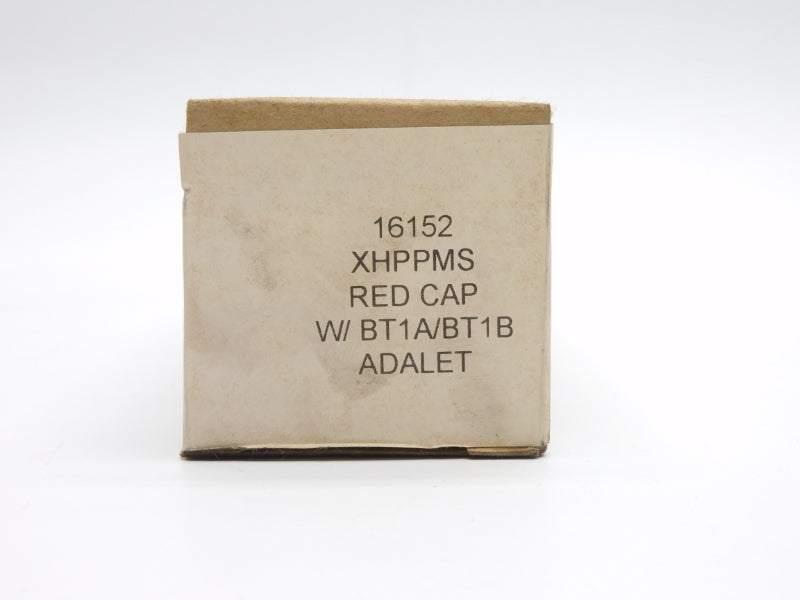 16152
XHPPMS
RED CAP
W/ BT1A/BT1B
ADALET